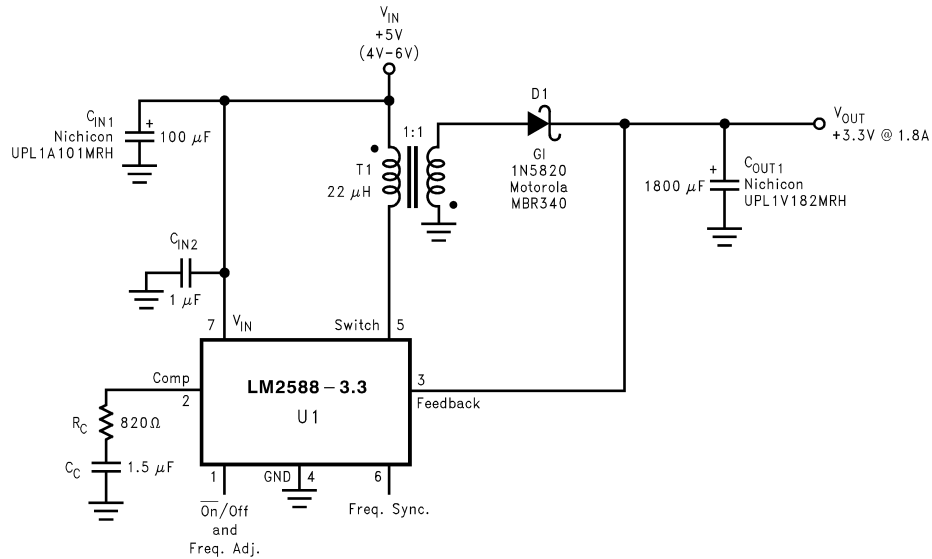 V_IN
+5V
(4V-6V)
C_IN1
Nichicon
UPL1A101MRH
+
100 μF
1:1
T1
22 μH
D1
GI
1N5820
Motorola
MBR340
V_OUT
+3.3V @ 1.8A
+
1800 μF
C_OUT1
Nichicon
UPL1V182MRH
C_IN2
1 μF
7
V_IN
Switch
5
Comp
2
LM2588-3.3
U1
3
Feedback
R_C
820Ω
C_C
1.5 μF
1
GND
4
6
On/Off
and
Freq. Adj.
Freq. Sync.